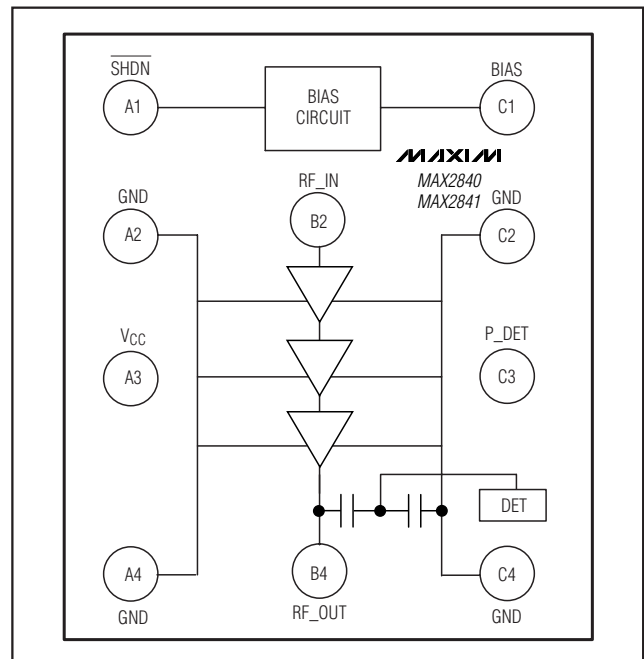 SHDN
A1
BIAS
CIRCUIT
BIAS
C1
MAXIM
MAX2840
MAX2841
GND
A2
RF_IN
B2
GND
C2
VCC
A3
P_DET
C3
DET
A4
GND
B4
RF_OUT
C4
GND